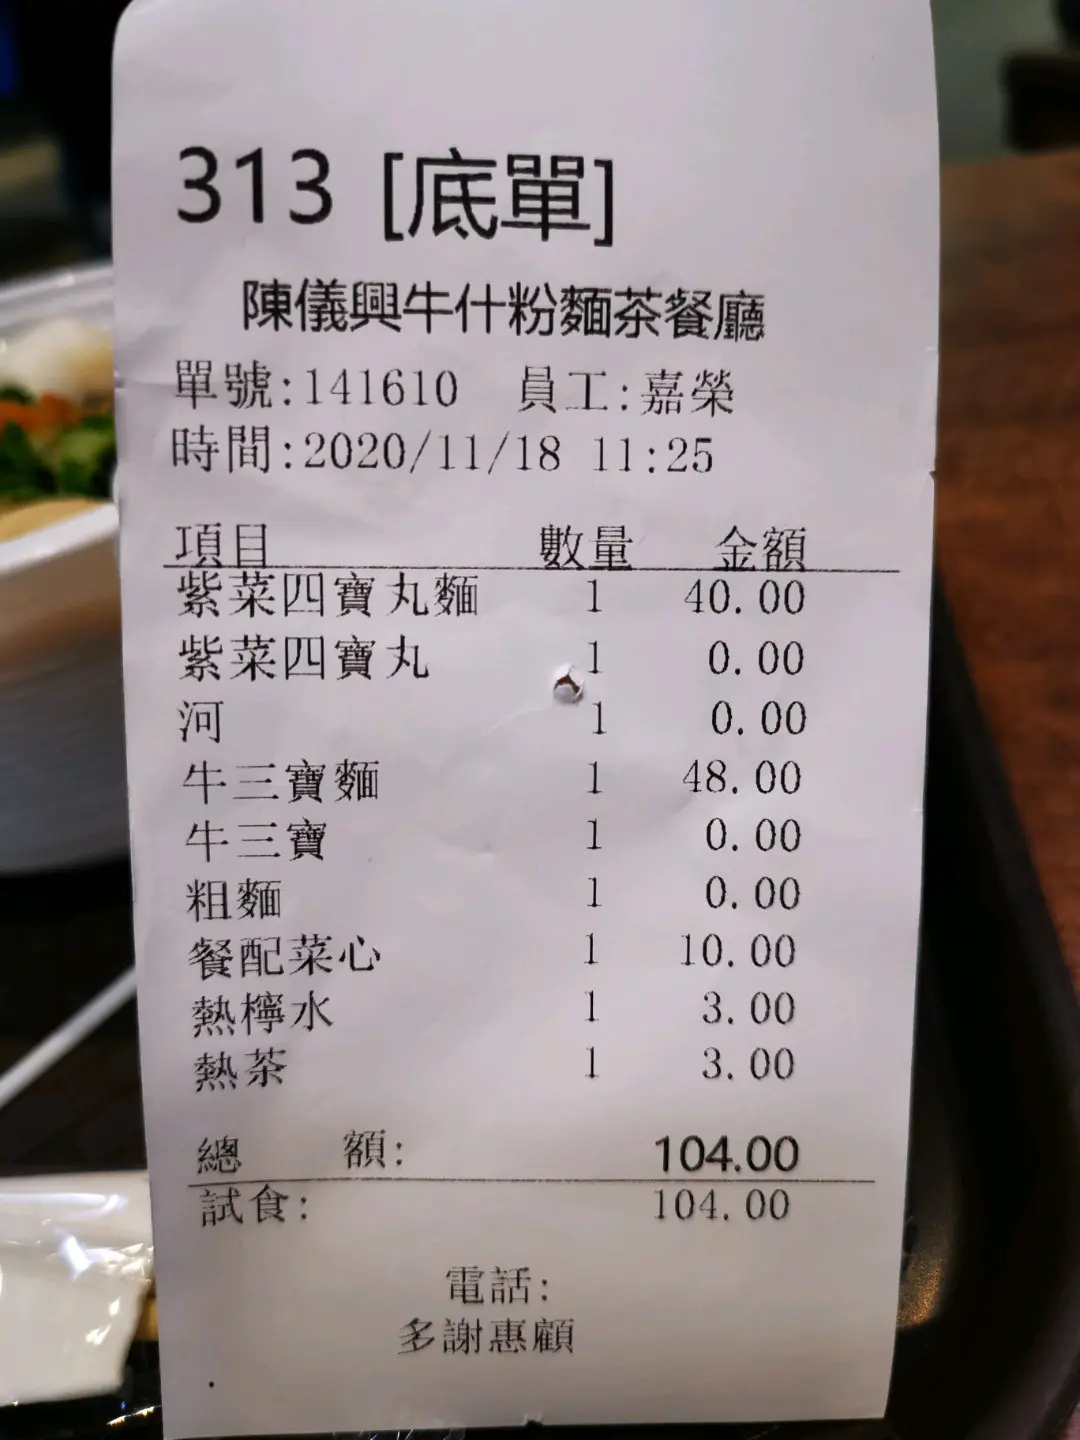 313 [底單]
陳儀興牛什粉麵茶餐廳
單號:141610 員工:嘉榮
時間:2020/11/18 11:25
項目 數量 金額
紫菜四寶丸麵 1 40.00
紫菜四寶丸 1 0.00
河 1 0.00
牛三寶麵 1 48.00
牛三寶 1 0.00
粗麵 1 0.00
餐配菜心 1 10.00
熱檸水 1 3.00
熱茶 1 3.00
總 額: 104.00
試食: 104.00
電話:
多謝惠顧